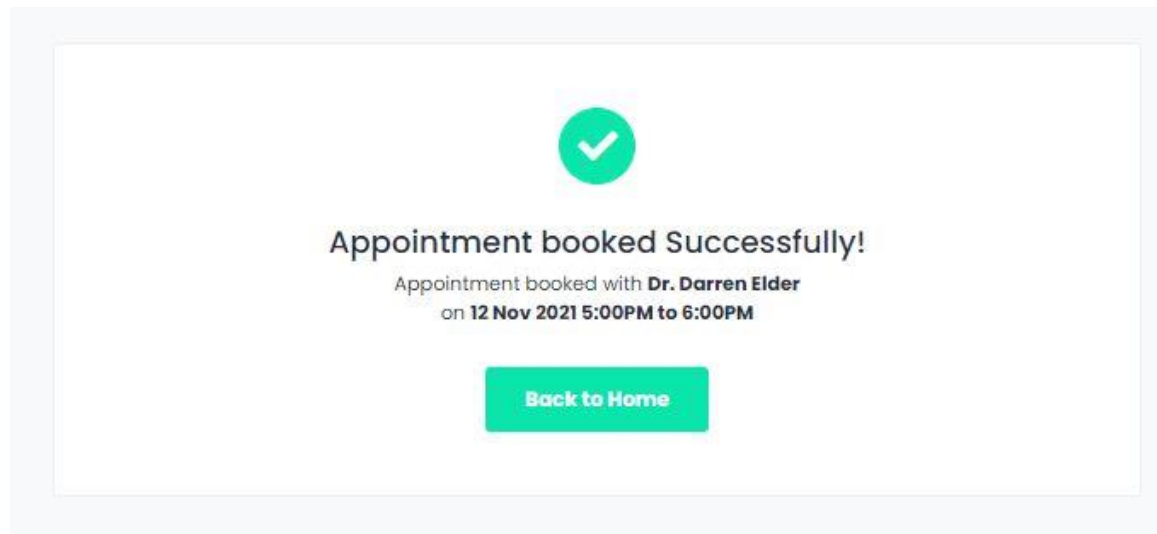 Appointment booked Successfully!
Appointment booked with Dr. Darren Elder
on 12 Nov 2021 5:00PM to 6:00PM
Back to Home